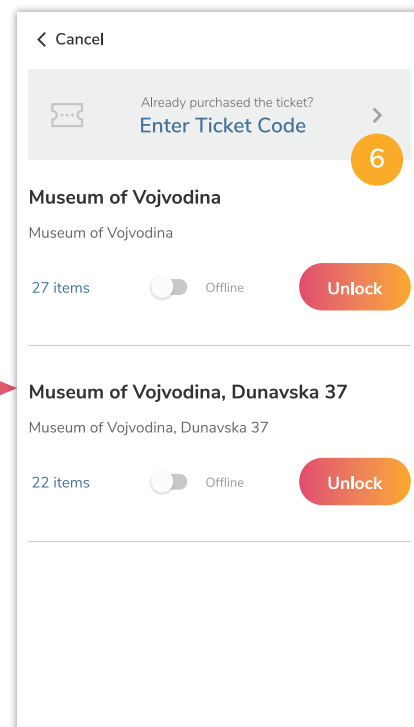 Cancel
Already purchased the ticket?
Enter Ticket Code
6
Museum of Vojvodina
Museum of Vojvodina
27 items Offline Unlock
Museum of Vojvodina, Dunavska 37
Museum of Vojvodina, Dunavska 37
22 items Offline Unlock